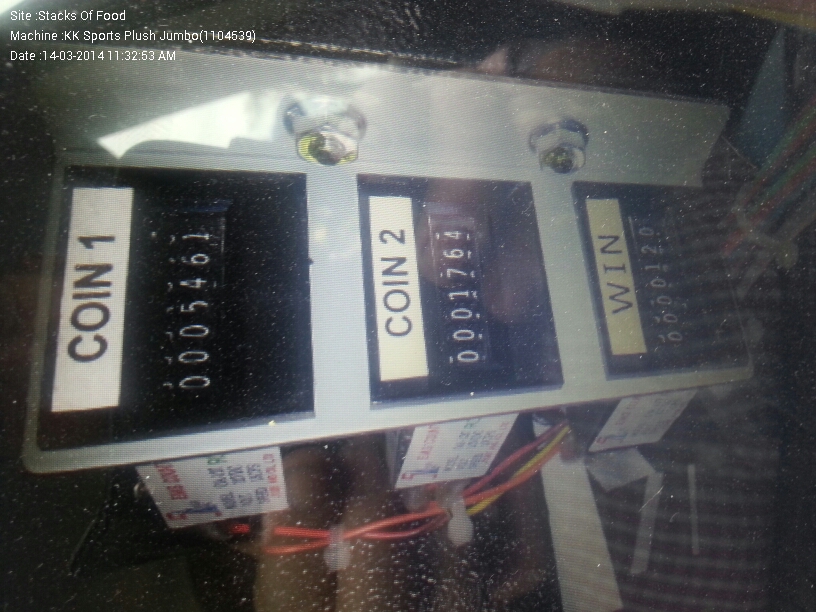 Site :Stacks Of Food
Machine :KK Sports Plush Jumbo(1104539)
Date :14-03-2014 11:32:53 AM
COIN 1
0005461
COIN 2
0001764
WIN
0000120